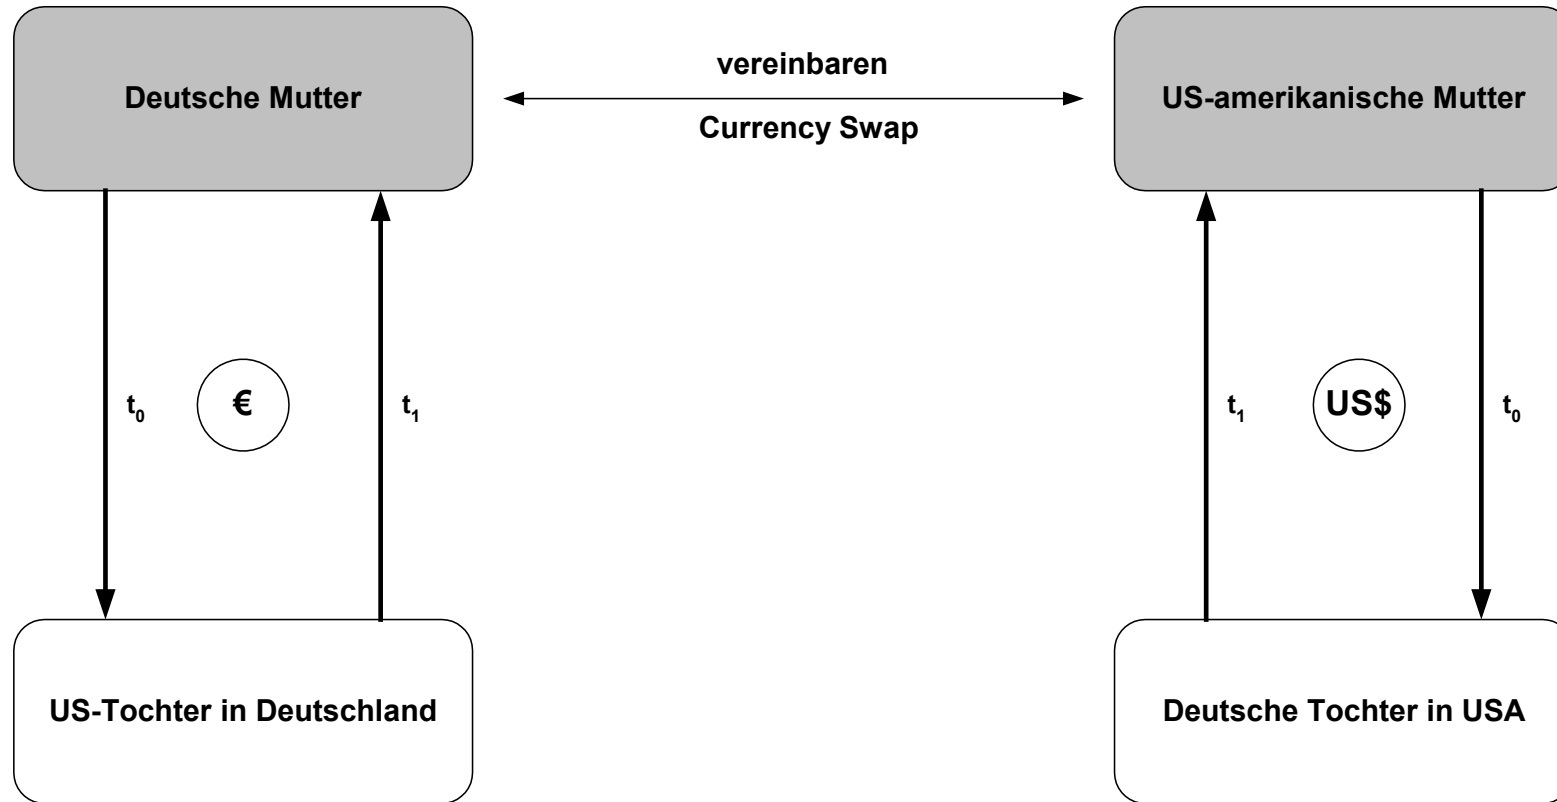 Deutsche Mutter
vereinbaren
Currency Swap
US-amerikanische Mutter
t₀
€
t₁
t₁
US$
t₀
US-Tochter in Deutschland
Deutsche Tochter in USA